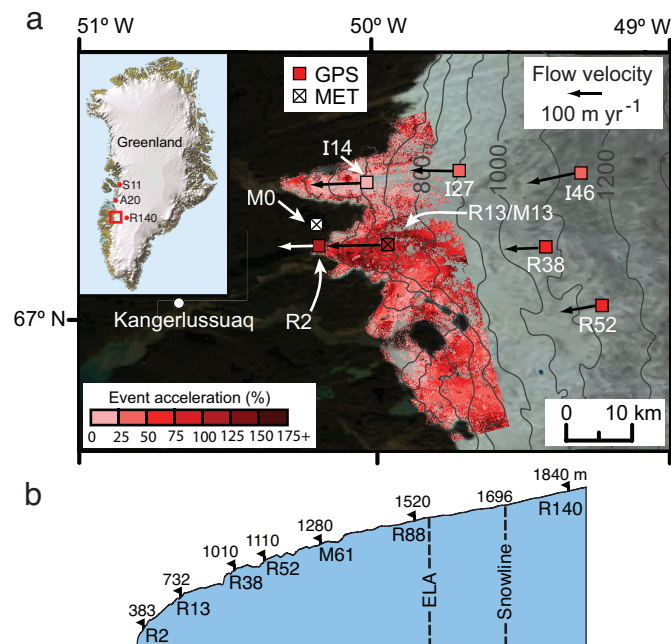 a
51º W
50º W
49º W
GPS
MET
Flow velocity
100 m yr⁻¹
Greenland
S11
A20
R140
I14
M0
800
1000
1200
I27
I46
R13/M13
R38
R2
R52
67º N
Kangerlussuaq
Event acceleration (%)
0 25 50 75 100 125 150 175+
0 10 km
b
383
R2
732
R13
1010
R38
1110
R52
1280
M61
1520
R88
ELA
1696
Snowline
1840 m
R140